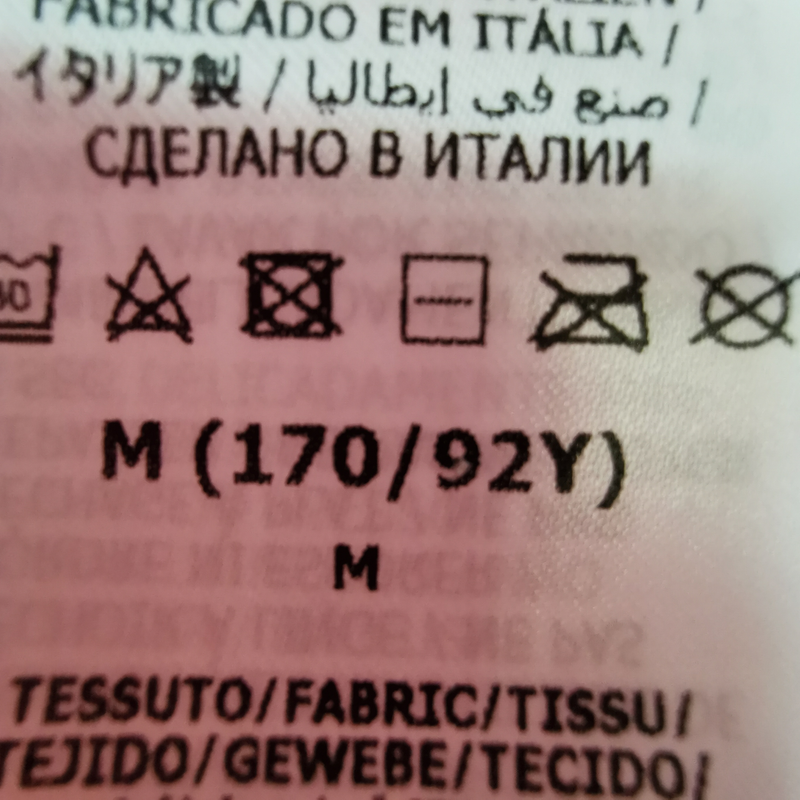 FABRICADO EM ITÁLIA /
イタリア製 / صنع في إيطاليا /
СДЕЛАНО В ИТАЛИИ
30
M (170/92Y)
M
TESSUTO/FABRIC/TISSU/
TEJIDO/GEWEBE/TECIDO/